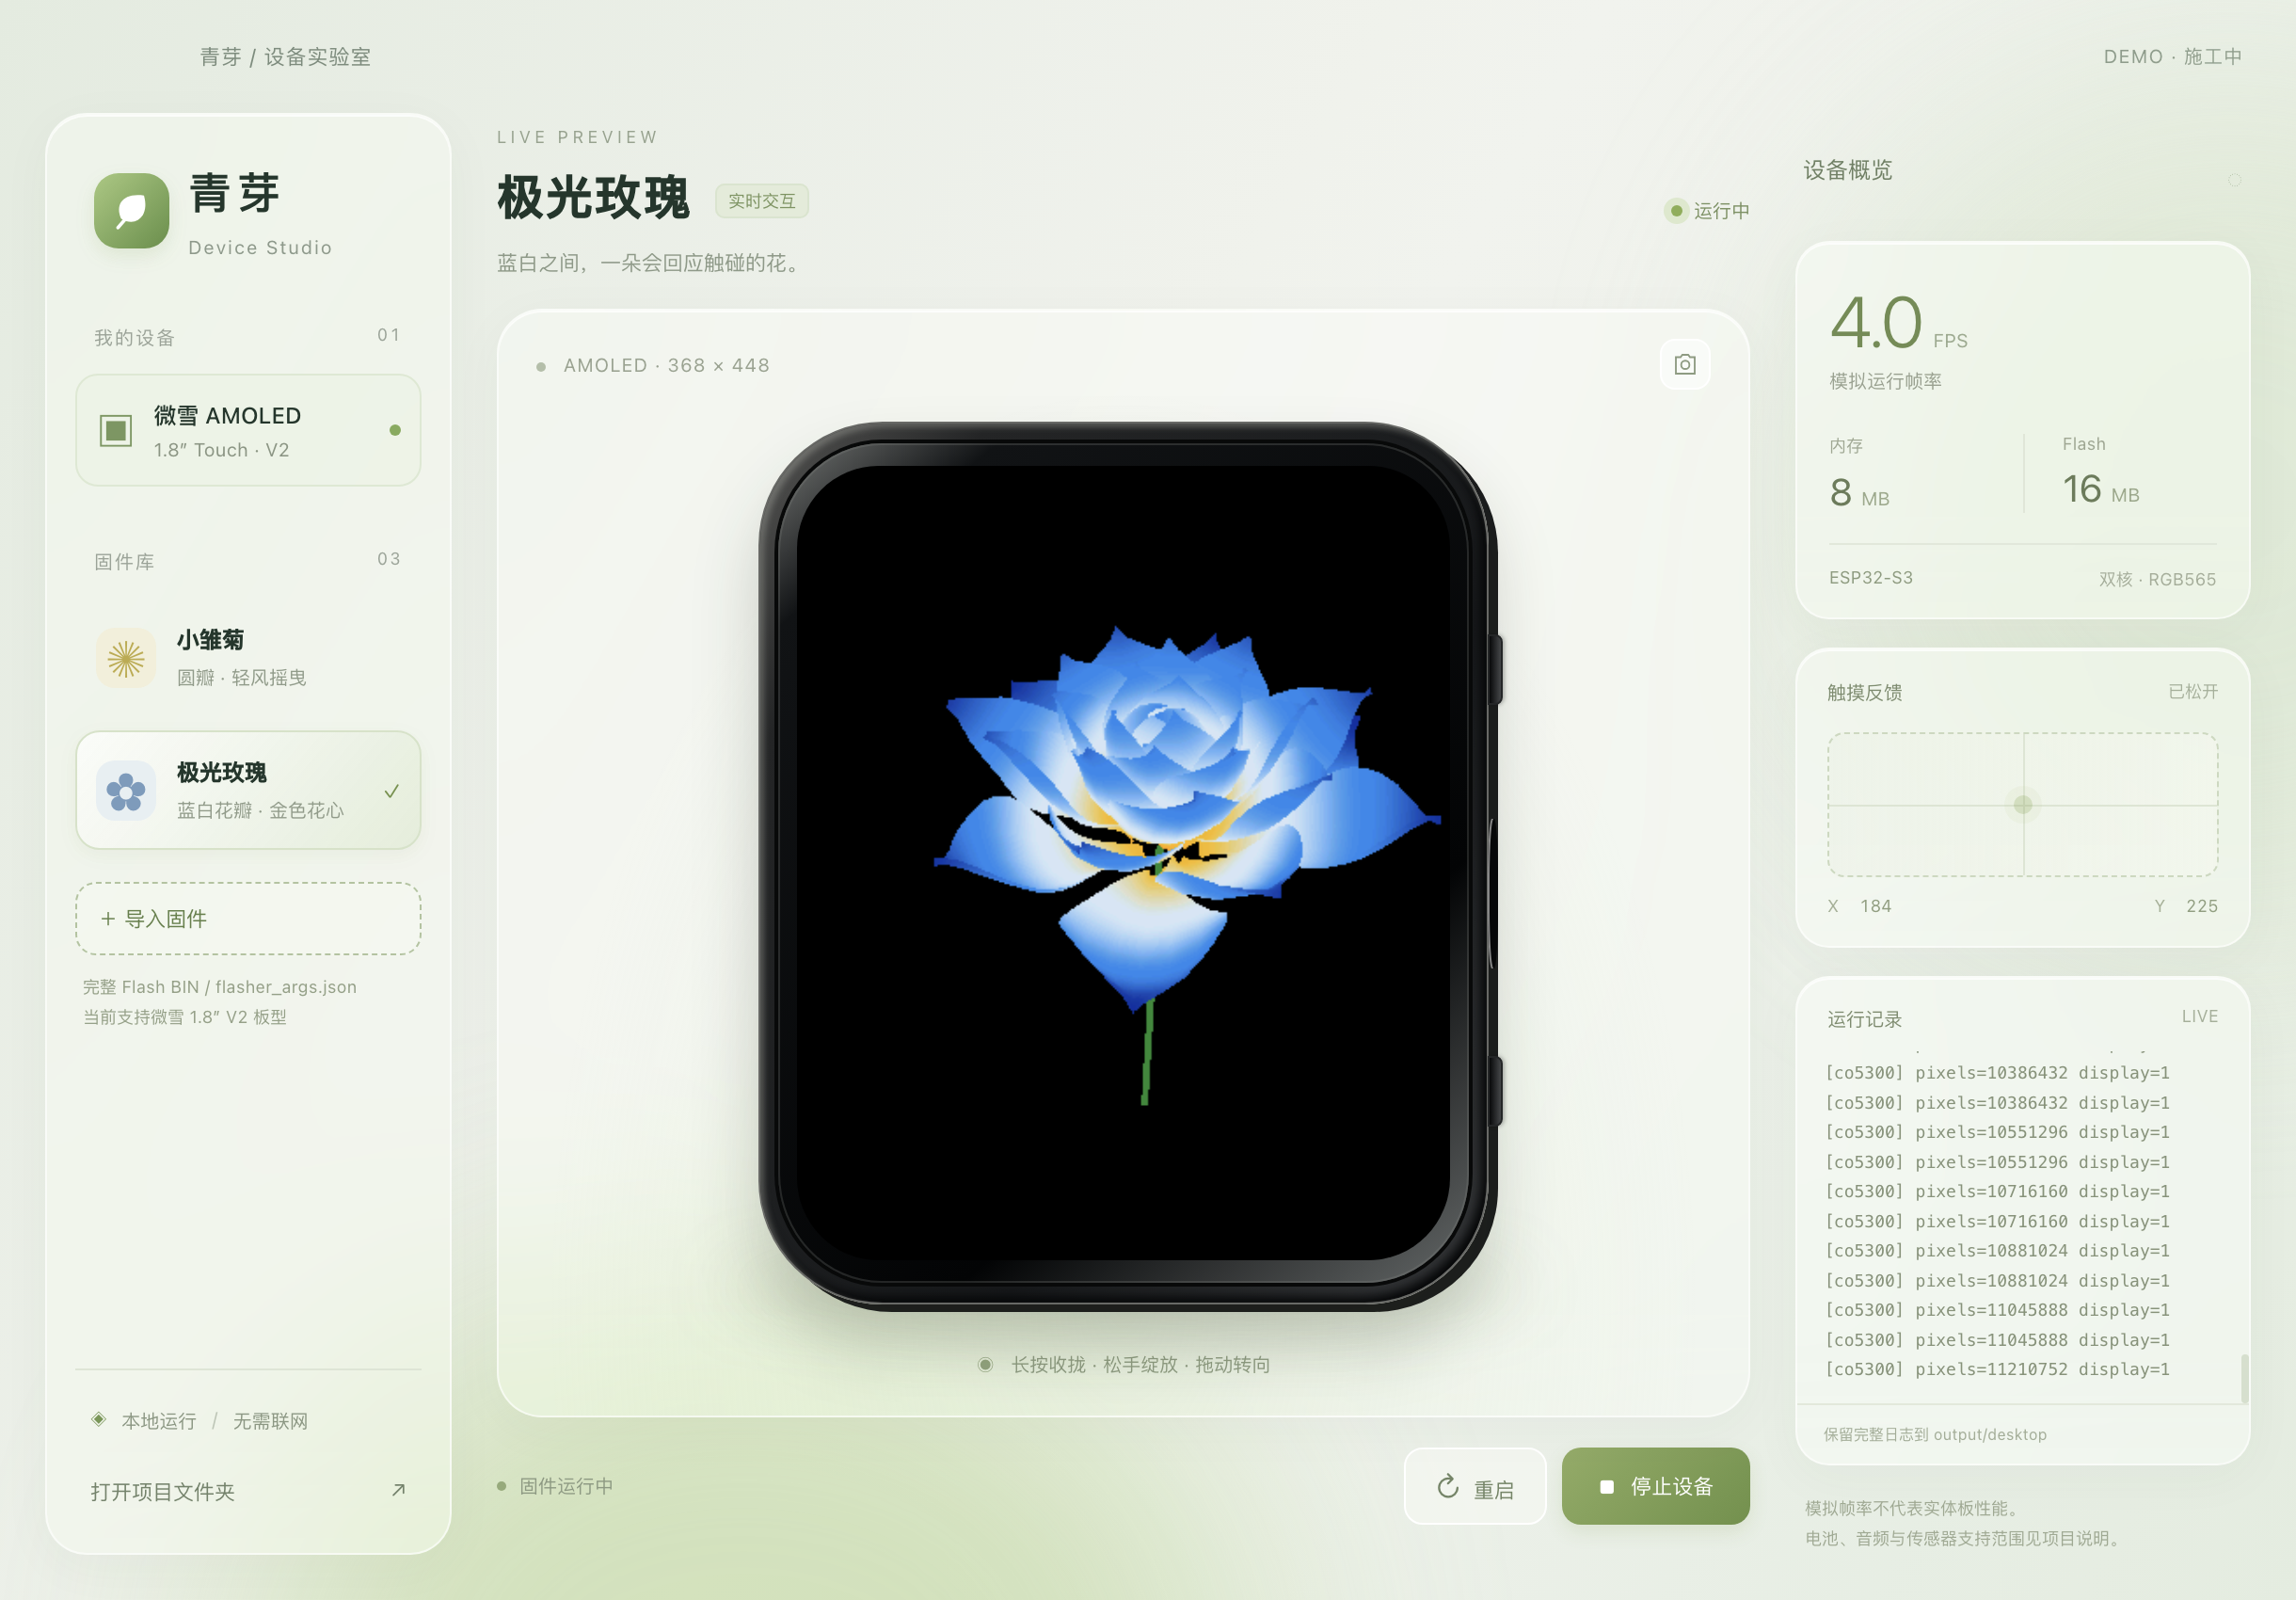 青芽 / 设备实验室
DEMO · 施工中
青芽
Device Studio
我的设备 01
微雪 AMOLED
1.8″ Touch · V2
固件库 03
小雏菊
圆瓣 · 轻风摇曳
极光玫瑰
蓝白花瓣 · 金色花心
+ 导入固件
完整 Flash BIN / flasher_args.json
当前支持微雪 1.8″ V2 板型
本地运行 / 无需联网
打开项目文件夹
LIVE PREVIEW
极光玫瑰 实时交互
运行中
蓝白之间，一朵会回应触碰的花。
AMOLED · 368 × 448
长按收拢 · 松手绽放 · 拖动转向
固件运行中
重启
停止设备
设备概览
4.0 FPS
模拟运行帧率
内存 Flash
8 MB 16 MB
ESP32-S3 双核 · RGB565
触摸反馈 已松开
X 184 Y 225
运行记录 LIVE
[co5300] pixels=10386432 display=1
[co5300] pixels=10386432 display=1
[co5300] pixels=10551296 display=1
[co5300] pixels=10551296 display=1
[co5300] pixels=10716160 display=1
[co5300] pixels=10716160 display=1
[co5300] pixels=10881024 display=1
[co5300] pixels=10881024 display=1
[co5300] pixels=11045888 display=1
[co5300] pixels=11045888 display=1
[co5300] pixels=11210752 display=1
保留完整日志到 output/desktop
模拟帧率不代表实体板性能。
电池、音频与传感器支持范围见项目说明。